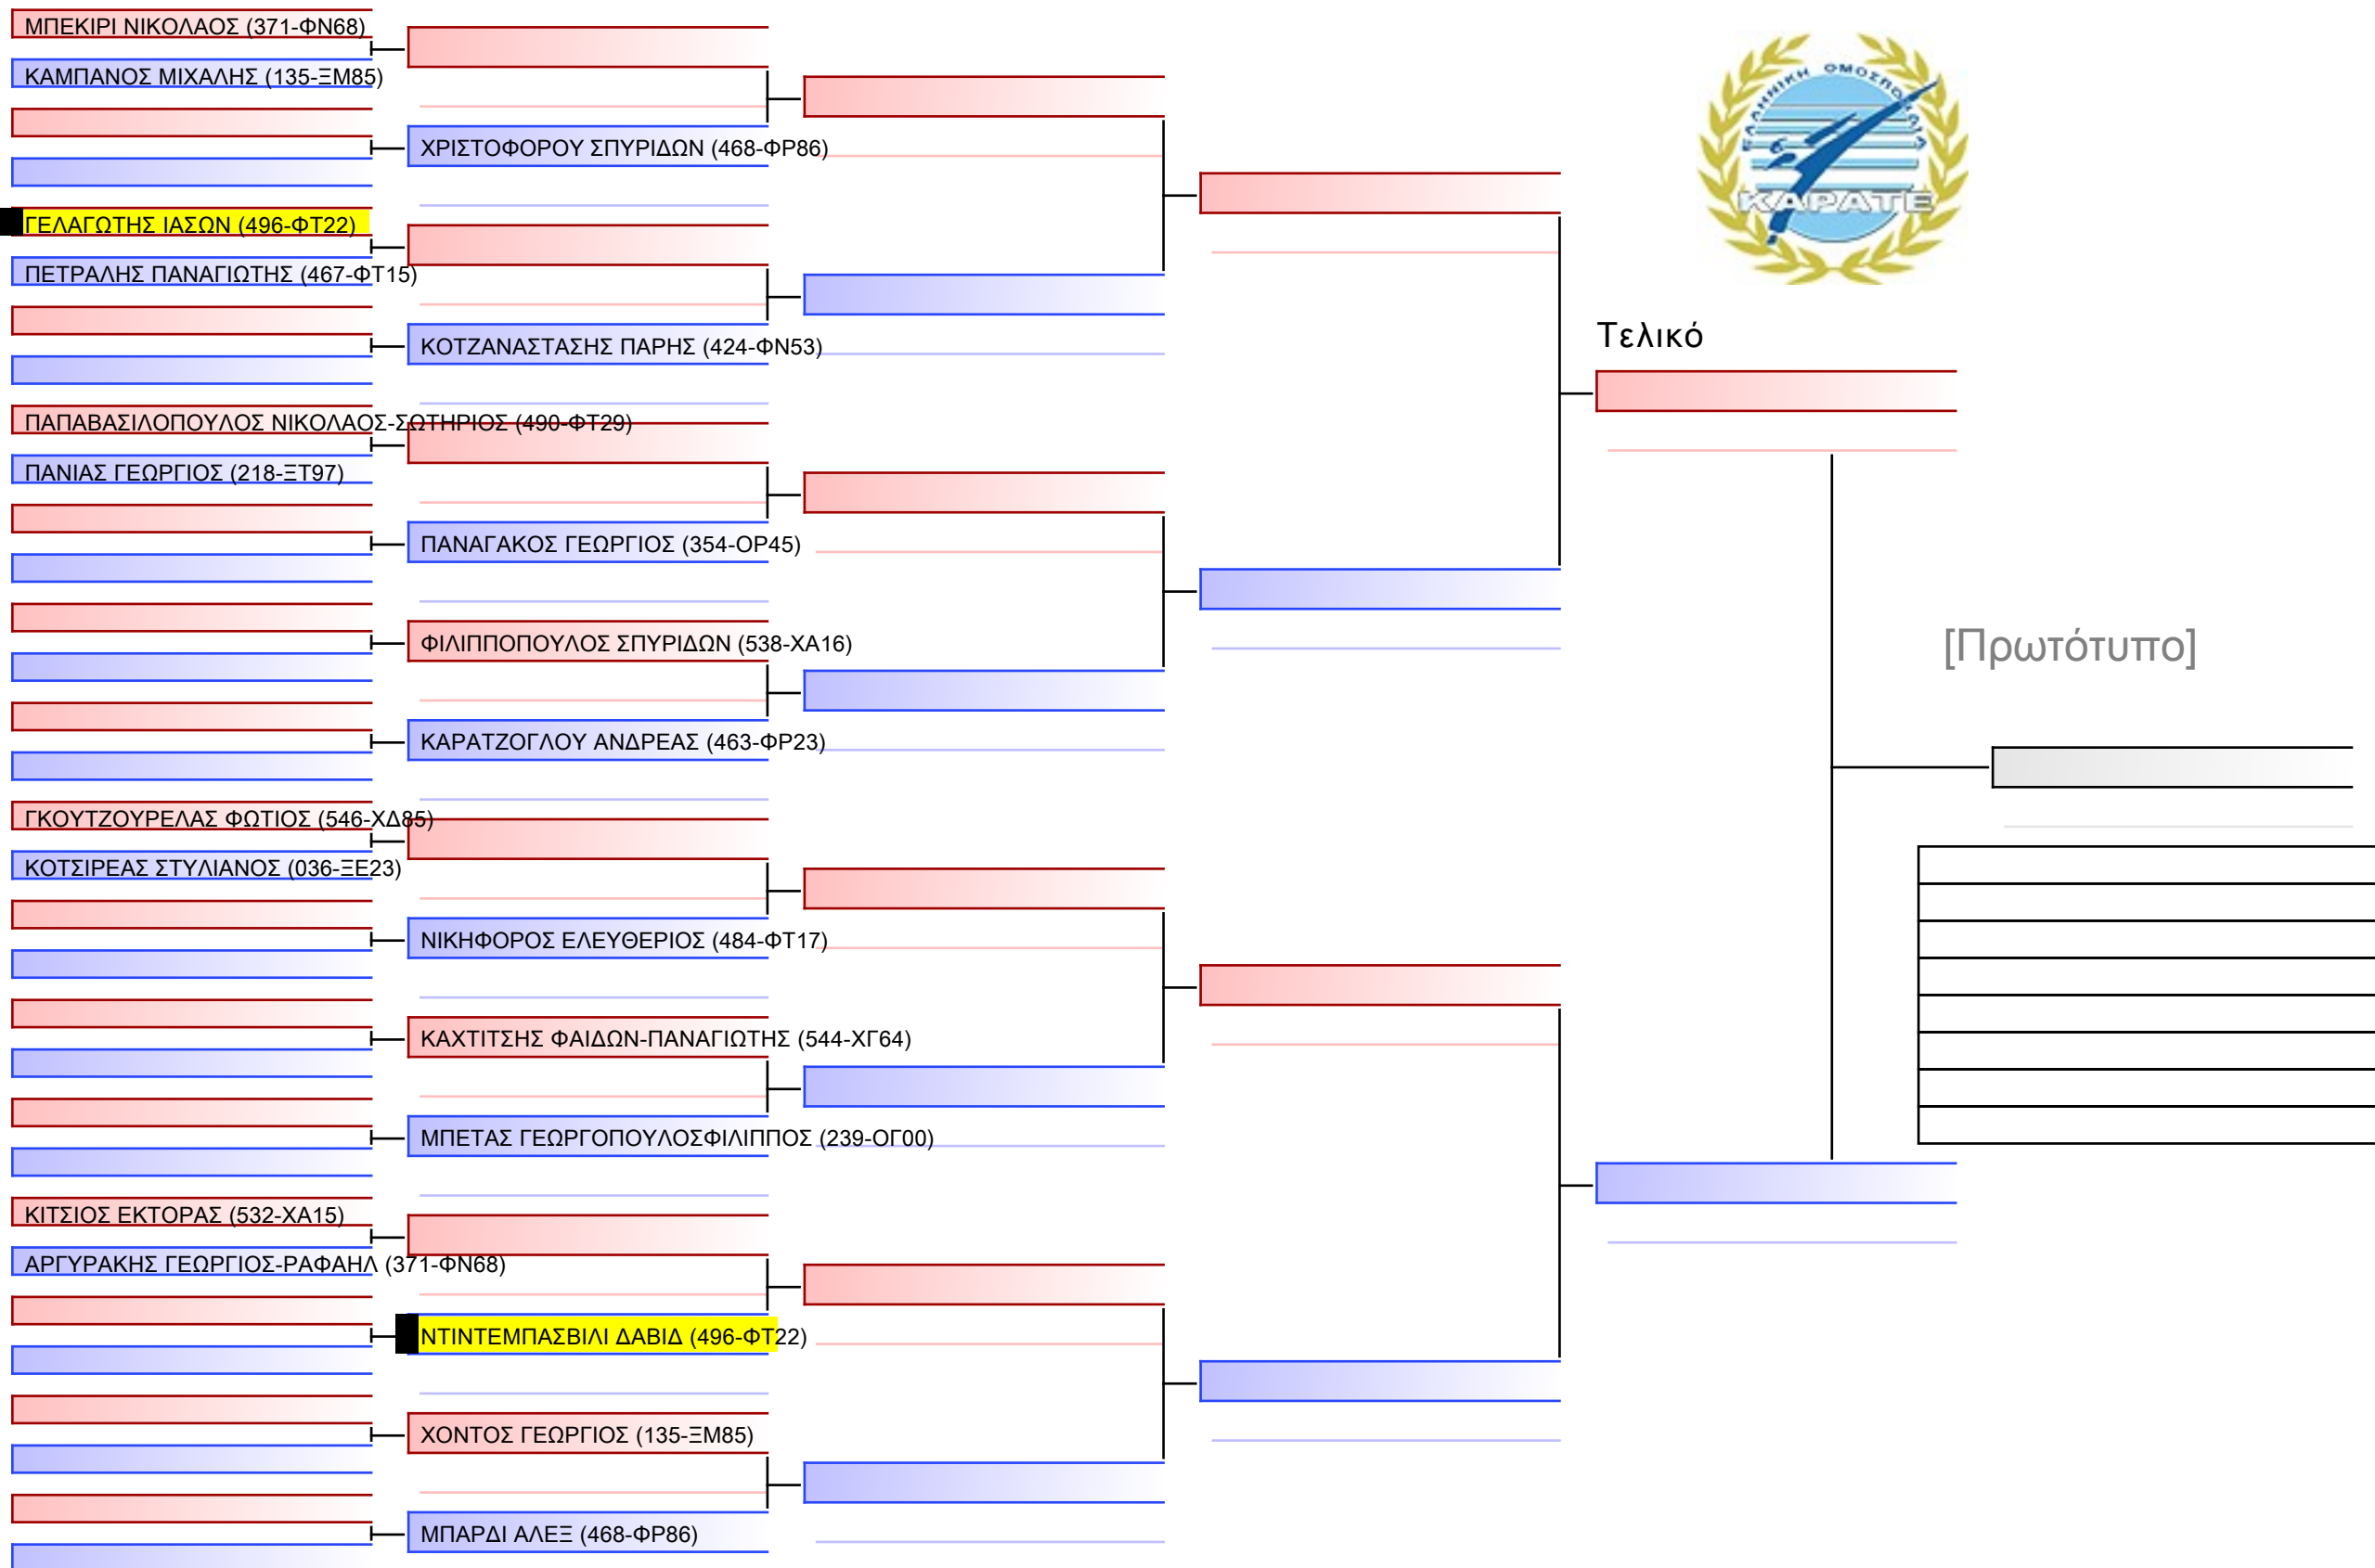 ΜΠΕΚΙΡΙ ΝΙΚΟΛΑΟΣ (371-ΦΝ68)
ΚΑΜΠΑΝΟΣ ΜΙΧΑΛΗΣ (135-ΞΜ85)
ΧΡΙΣΤΟΦΟΡΟΥ ΣΠΥΡΙΔΩΝ (468-ΦΡ86)
ΓΕΛΑΓΩΤΗΣ ΙΑΣΩΝ (496-ΦΤ22)
ΠΕΤΡΑΛΗΣ ΠΑΝΑΓΙΩΤΗΣ (467-ΦΤ15)
ΚΟΤΖΑΝΑΣΤΑΣΗΣ ΠΑΡΗΣ (424-ΦΝ53)
ΠΑΠΑΒΑΣΙΛΟΠΟΥΛΟΣ ΝΙΚΟΛΑΟΣ-ΣΩΤΗΡΙΟΣ (490-ΦΤ29)
ΠΑΝΙΑΣ ΓΕΩΡΓΙΟΣ (218-ΞΤ97)
ΠΑΝΑΓΑΚΟΣ ΓΕΩΡΓΙΟΣ (354-ΟΡ45)
ΦΙΛΙΠΠΟΠΟΥΛΟΣ ΣΠΥΡΙΔΩΝ (538-ΧΑ16)
ΚΑΡΑΤΖΟΓΛΟΥ ΑΝΔΡΕΑΣ (463-ΦΡ23)
ΓΚΟΥΤΖΟΥΡΕΛΑΣ ΦΩΤΙΟΣ (546-ΧΔ85)
ΚΟΤΣΙΡΕΑΣ ΣΤΥΛΙΑΝΟΣ (036-ΞΕ23)
ΝΙΚΗΦΟΡΟΣ ΕΛΕΥΘΕΡΙΟΣ (484-ΦΤ17)
ΚΑΧΤΙΤΣΗΣ ΦΑΙΔΩΝ-ΠΑΝΑΓΙΩΤΗΣ (544-ΧΓ64)
ΜΠΕΤΑΣ ΓΕΩΡΓΟΠΟΥΛΟΣΦΙΛΙΠΠΟΣ (239-ΟΓ00)
ΚΙΤΣΙΟΣ ΕΚΤΟΡΑΣ (532-ΧΑ15)
ΑΡΓΥΡΑΚΗΣ ΓΕΩΡΓΙΟΣ-ΡΑΦΑΗΛ (371-ΦΝ68)
ΝΤΙΝΤΕΜΠΑΣΒΙΛΙ ΔΑΒΙΔ (496-ΦΤ22)
ΧΟΝΤΟΣ ΓΕΩΡΓΙΟΣ (135-ΞΜ85)
ΜΠΑΡΔΙ ΑΛΕΞ (468-ΦΡ86)
ΕΛΛΗΝΙΚΗ ΟΜΟΣΠΟΝΔΙΑ
ΚΑΡΑΤΕ
Τελικό
[Πρωτότυπο]